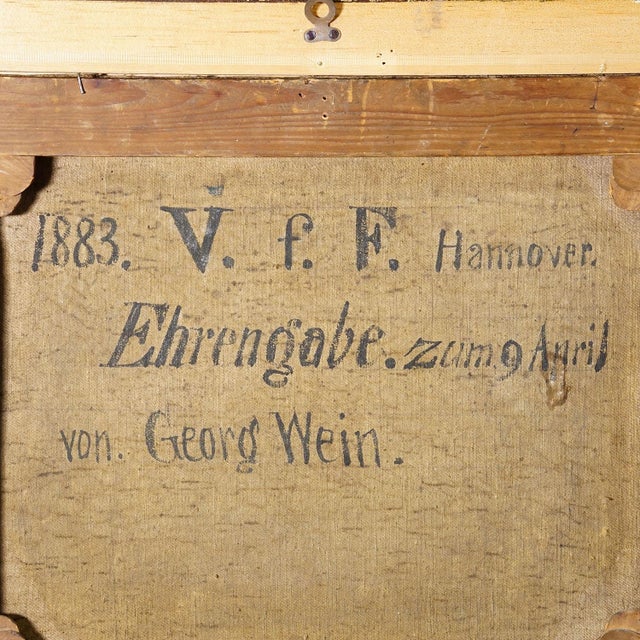 1883. V. f. F. Hannover.
Ehrengabe. zum 9 April
von. Georg Wein.